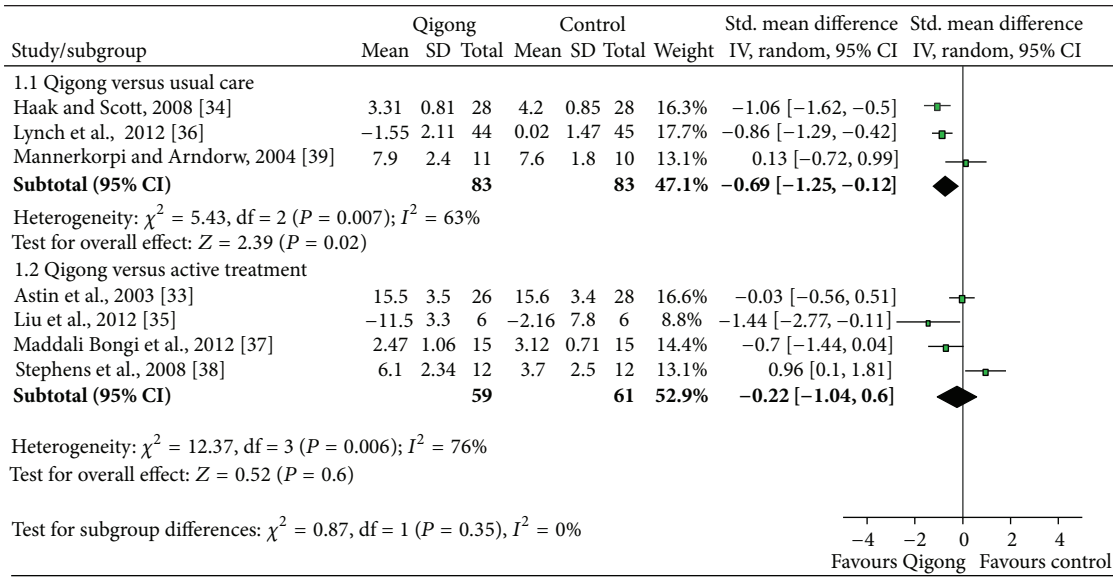 Qigong Control Std. mean difference Std. mean difference
Study/subgroup Mean SD Total Mean SD Total Weight IV, random, 95% CI IV, random, 95% CI
1.1 Qigong versus usual care
Haak and Scott, 2008 [34] 3.31 0.81 28 4.2 0.85 28 16.3% −1.06 [−1.62, −0.5]
Lynch et al., 2012 [36] −1.55 2.11 44 0.02 1.47 45 17.7% −0.86 [−1.29, −0.42]
Mannerkorpi and Arndorw, 2004 [39] 7.9 2.4 11 7.6 1.8 10 13.1% 0.13 [−0.72, 0.99]
Subtotal (95% CI) 83 83 47.1% −0.69 [−1.25, −0.12]
Heterogeneity: χ² = 5.43, df = 2 (P = 0.007); I² = 63%
Test for overall effect: Z = 2.39 (P = 0.02)
1.2 Qigong versus active treatment
Astin et al., 2003 [33] 15.5 3.5 26 15.6 3.4 28 16.6% −0.03 [−0.56, 0.51]
Liu et al., 2012 [35] −11.5 3.3 6 −2.16 7.8 6 8.8% −1.44 [−2.77, −0.11]
Maddali Bongi et al., 2012 [37] 2.47 1.06 15 3.12 0.71 15 14.4% −0.7 [−1.44, 0.04]
Stephens et al., 2008 [38] 6.1 2.34 12 3.7 2.5 12 13.1% 0.96 [0.1, 1.81]
Subtotal (95% CI) 59 61 52.9% −0.22 [−1.04, 0.6]
Heterogeneity: χ² = 12.37, df = 3 (P = 0.006); I² = 76%
Test for overall effect: Z = 0.52 (P = 0.6)
Test for subgroup differences: χ² = 0.87, df = 1 (P = 0.35), I² = 0%
−4 −2 0 2 4
Favours Qigong Favours control